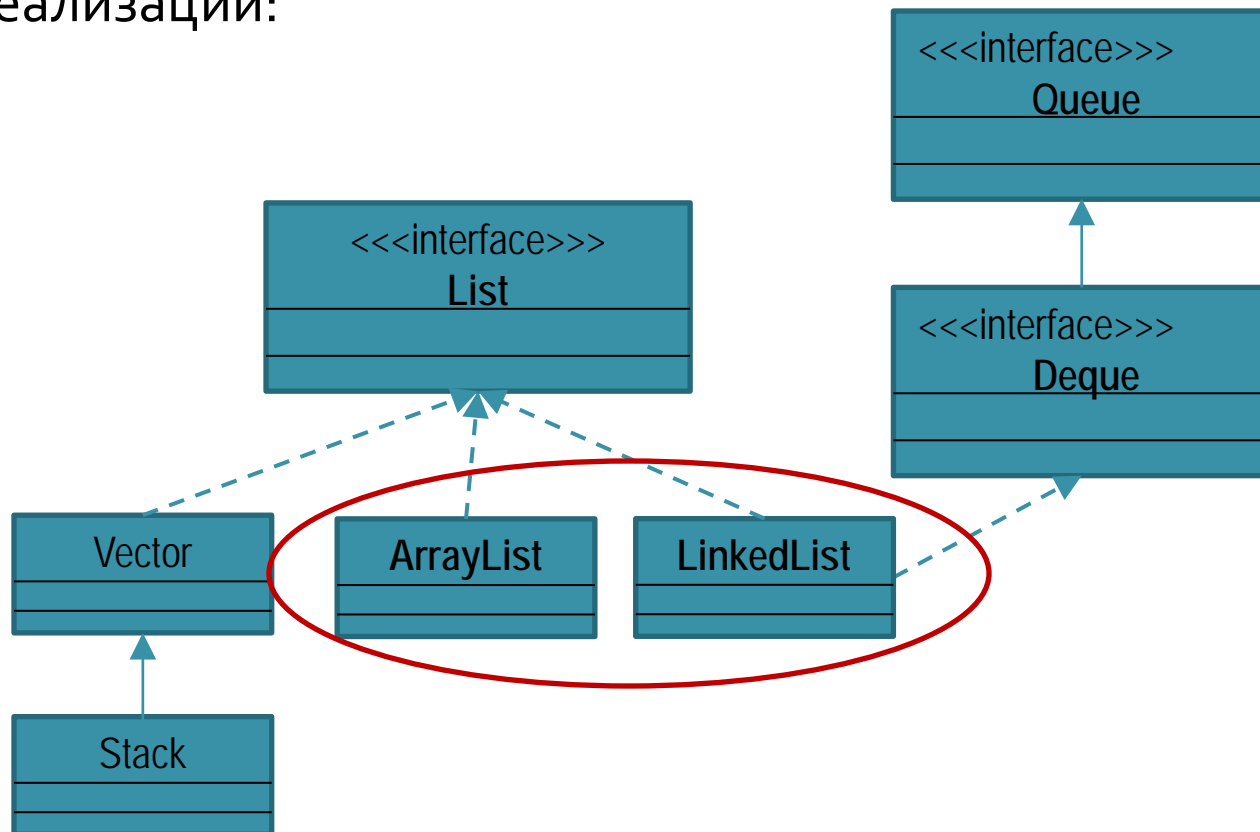 еализации:
<<<interface>>>
Queue
<<<interface>>>
List
<<<interface>>>
Deque
Vector
ArrayList
LinkedList
Stack